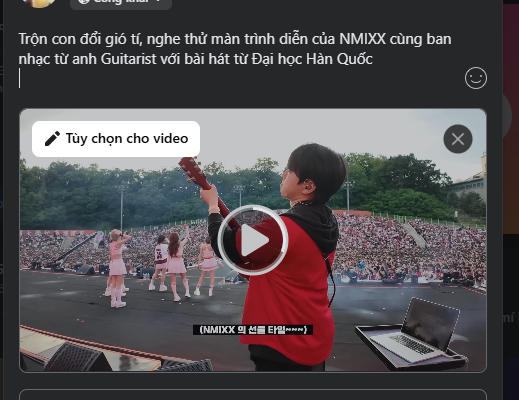 Công khai
Trộn con đổi gió tí, nghe thử màn trình diễn của NMIXX cùng ban
nhạc từ anh Guitarist với bài hát từ Đại học Hàn Quốc
Tùy chọn cho video
(NMIXX 의 선물 타임~~~)